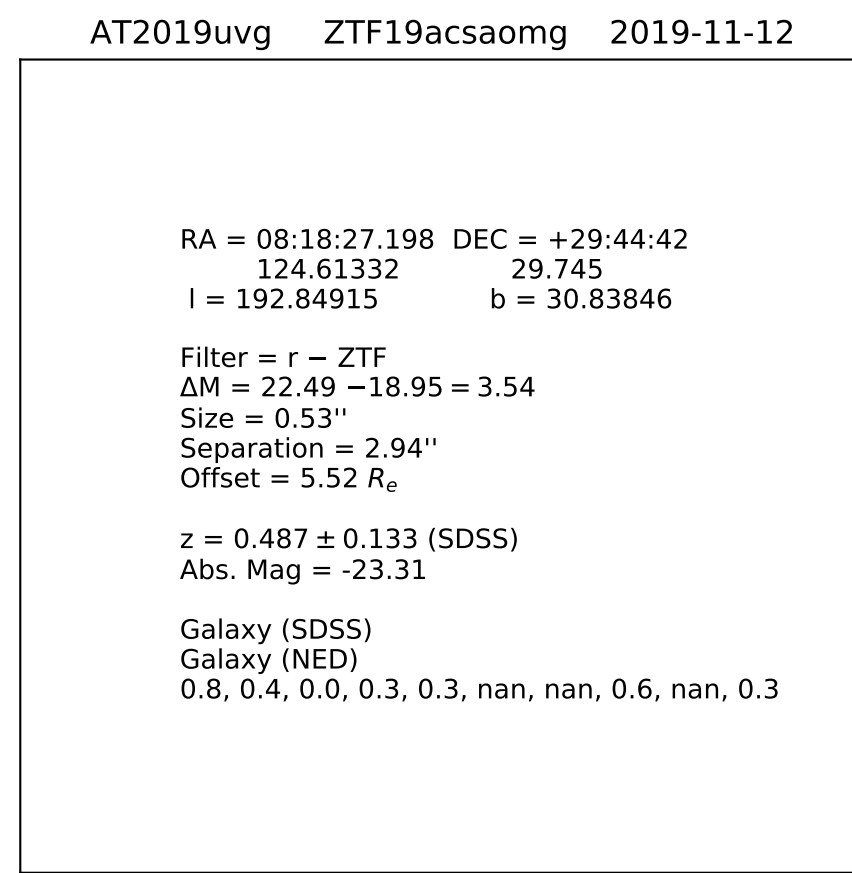 AT2019uvg ZTF19acsaomg 2019-11-12
RA = 08:18:27.198 DEC = +29:44:42
124.61332 29.745
l = 192.84915 b = 30.83846
Filter = r − ZTF
ΔM = 22.49 −18.95 = 3.54
Size = 0.53''
Separation = 2.94''
Offset = 5.52 Re
z = 0.487 ± 0.133 (SDSS)
Abs. Mag = -23.31
Galaxy (SDSS)
Galaxy (NED)
0.8, 0.4, 0.0, 0.3, 0.3, nan, nan, 0.6, nan, 0.3